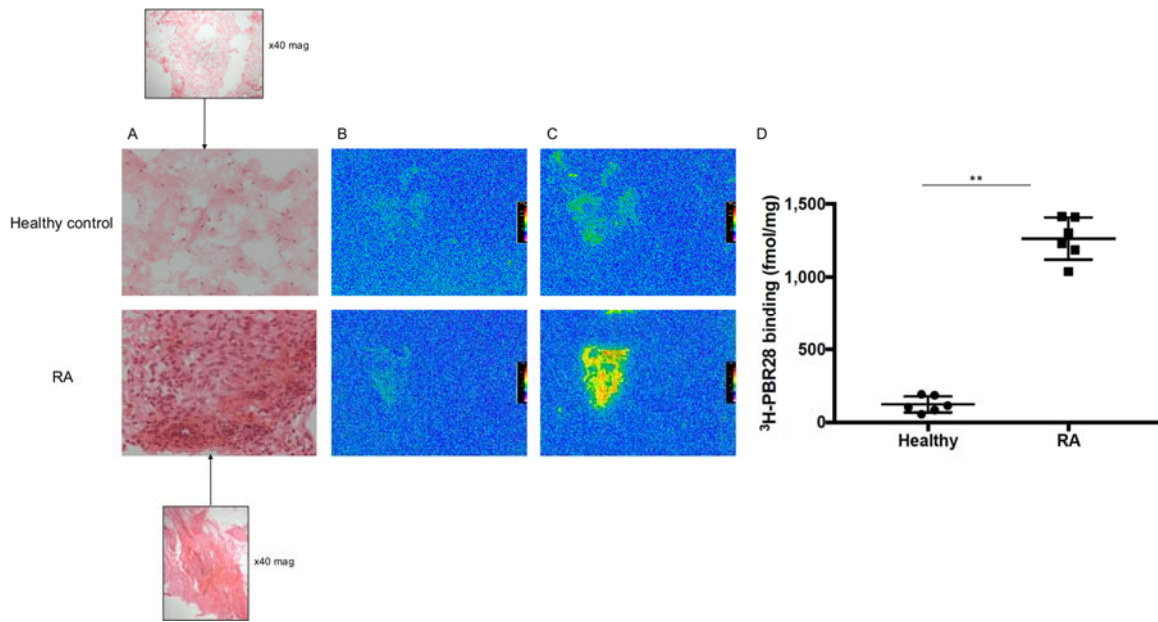 x40 mag
A
B
C
D
Healthy control
RA
x40 mag
³H-PBR28 binding (fmol/mg)
**
1,500
1,000
500
0
Healthy
RA